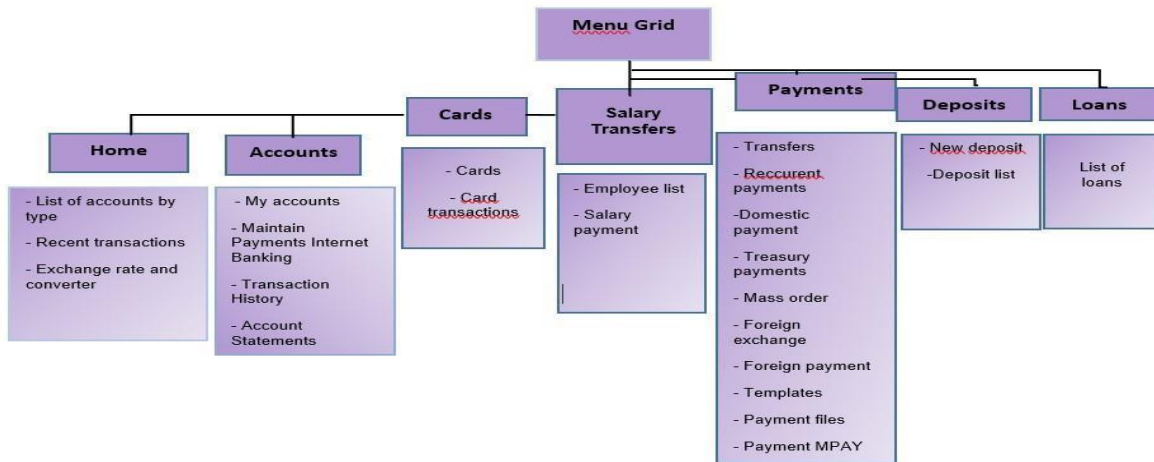 Menu Grid
Home
- List of accounts by
type
- Recent transactions
- Exchange rate and
converter
Accounts
- My accounts
- Maintain
Payments Internet
Banking
- Transaction
History
- Account
Statements
Cards
- Cards
- Card
transactions
Salary
Transfers
- Employee list
- Salary
payment
Payments
- Transfers
- Reccurent
payments
-Domestic
payment
- Treasury
payments
- Mass order
- Foreign
exchange
- Foreign payment
- Templates
- Payment files
- Payment MPAY
Deposits
- New deposit
-Deposit list
Loans
List of
loans